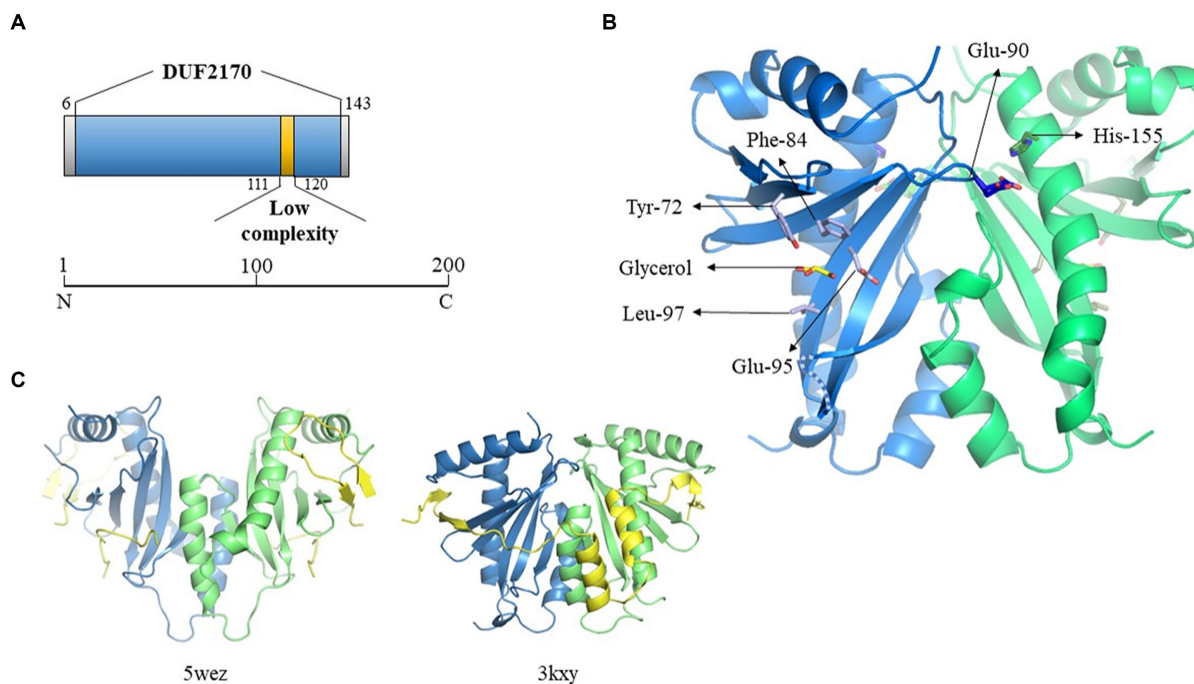 A
DUF2170
6
143
111
120
Low
complexity
1
100
200
N
C
B
Glu-90
Phe-84
His-155
Tyr-72
Glycerol
Leu-97
Glu-95
C
5wez
3kxy